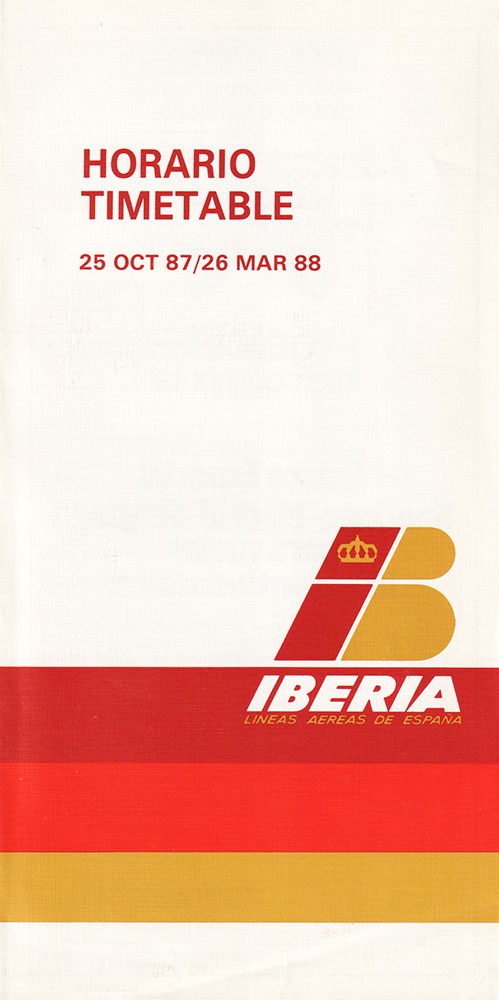 HORARIO
TIMETABLE
25 OCT 87/26 MAR 88
IBERIA
LINEAS AEREAS DE ESPAÑA